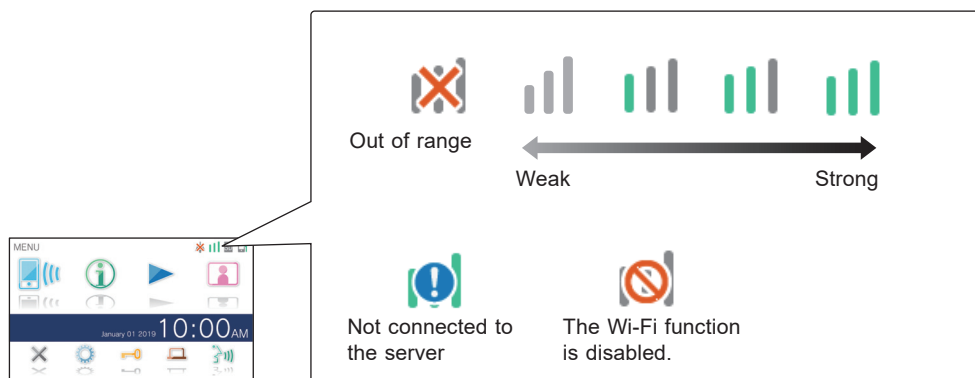 Out of range
Weak
Strong
MENU
January 01 2019 10:00AM
Not connected to
the server
The Wi-Fi function
is disabled.